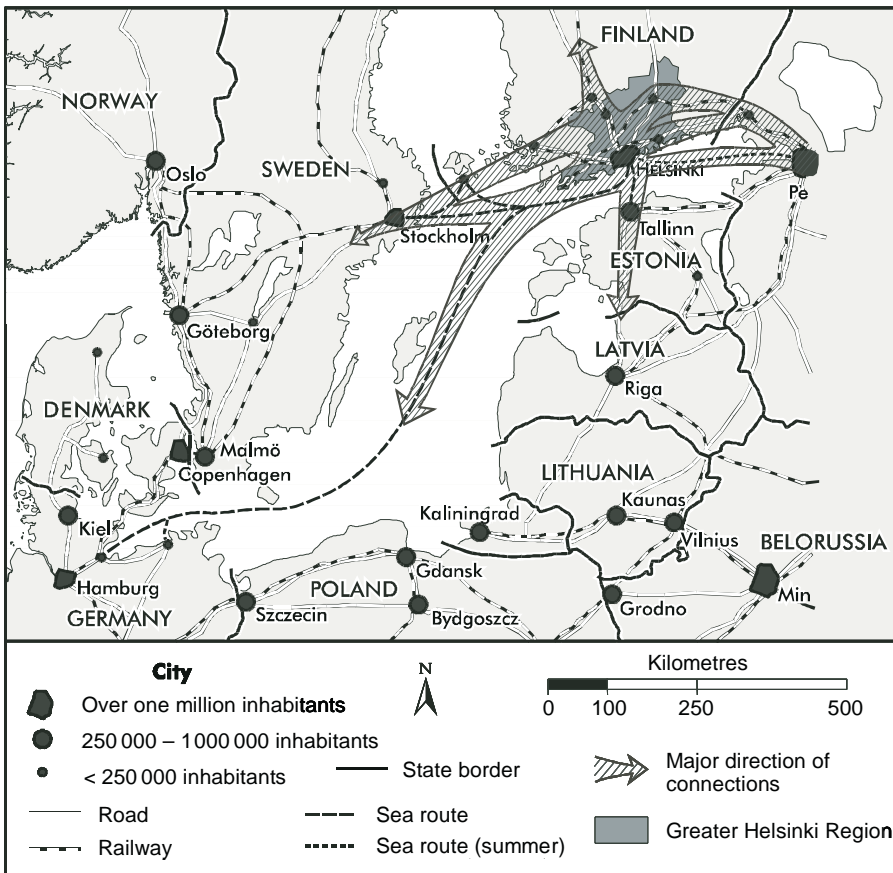 FINLAND
NORWAY
Oslo
SWEDEN
HELSINKI
Pe
Stockholm
Tallinn
ESTONIA
Göteborg
LATVIA
Riga
DENMARK
Malmö
Copenhagen
LITHUANIA
Kaliningrad
Kaunas
Kiel
Vilnius
BELORUSSIA
Gdansk
Hamburg
POLAND
Min
GERMANY
Szczecin
Bydgoszcz
Grodno
City
N
Kilometres
Over one million inhabitants
0 100 250 500
250 000 – 1 000 000 inhabitants
< 250 000 inhabitants
State border
Major direction of
connections
Road
Sea route
Greater Helsinki Region
Railway
Sea route (summer)